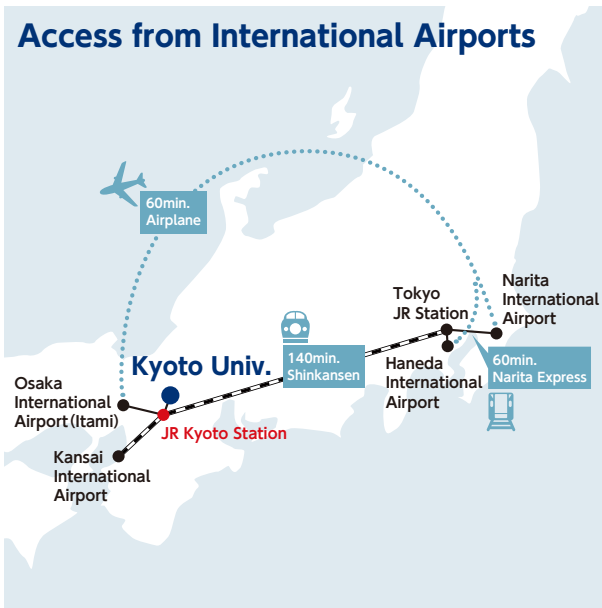 Access from International Airports
60min.
Airplane
Narita
International
Airport
Tokyo
JR Station
140min.
Shinkansen
Haneda
International
Airport
60min.
Narita Express
Kyoto Univ.
Osaka
International
Airport(Itami)
JR Kyoto Station
Kansai
International
Airport